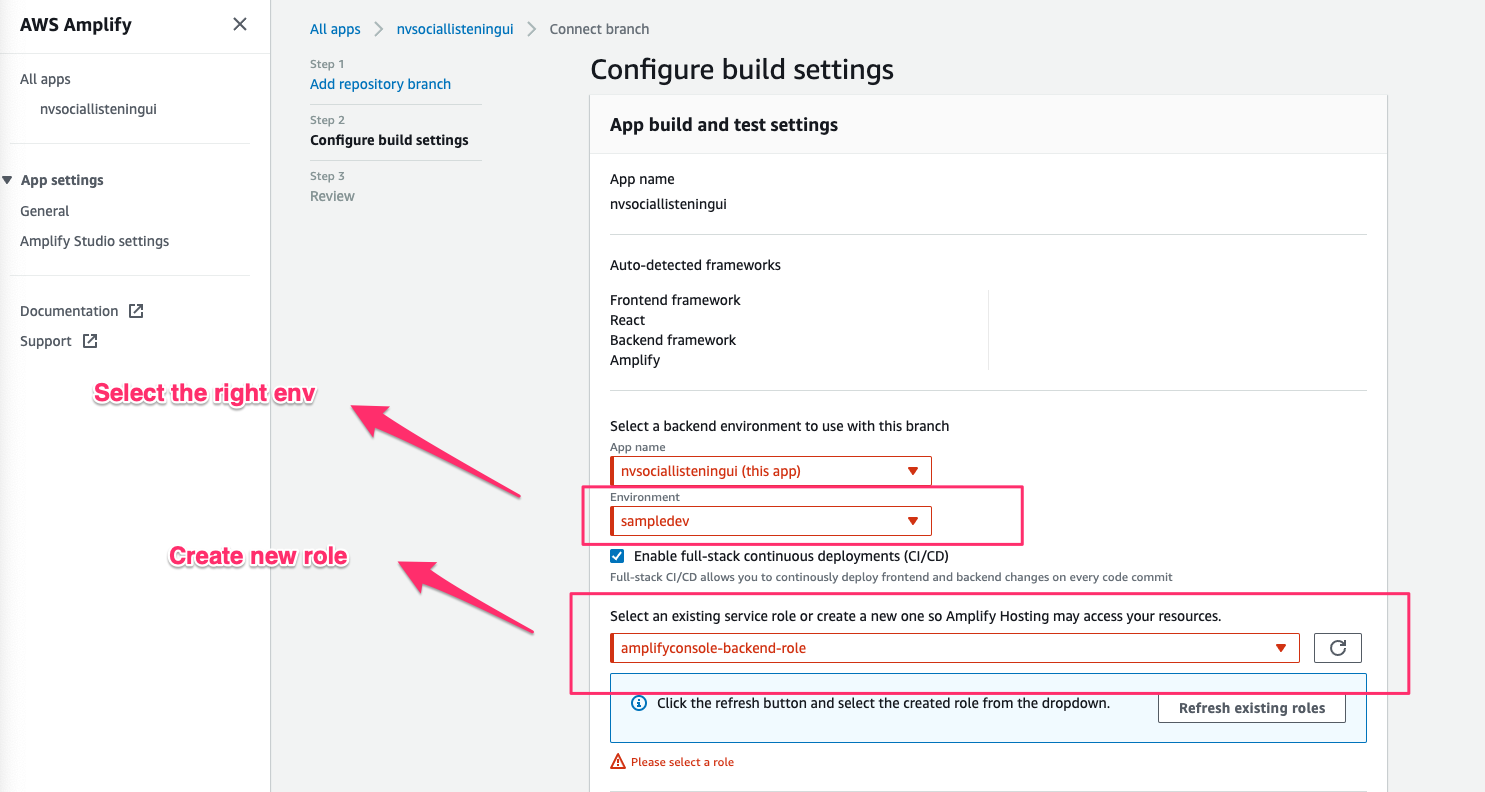 AWS Amplify
All apps
nvsociallisteningui
App settings
General
Amplify Studio settings
Documentation
Support
All apps
nvsociallisteningui
Connect branch
Step 1
Add repository branch
Step 2
Configure build settings
Step 3
Review
Configure build settings
App build and test settings
App name
nvsociallisteningui
Auto-detected frameworks
Frontend framework
React
Backend framework
Amplify
Select the right env
Select a backend environment to use with this branch
App name
nvsociallisteningui (this app)
Environment
sampledev
Create new role
Enable full-stack continuous deployments (CI/CD)
Full-stack CI/CD allows you to continously deploy frontend and backend changes on every code commit
Select an existing service role or create a new one so Amplify Hosting may access your resources.
amplifyconsole-backend-role
Click the refresh button and select the created role from the dropdown.
Refresh existing roles
Please select a role